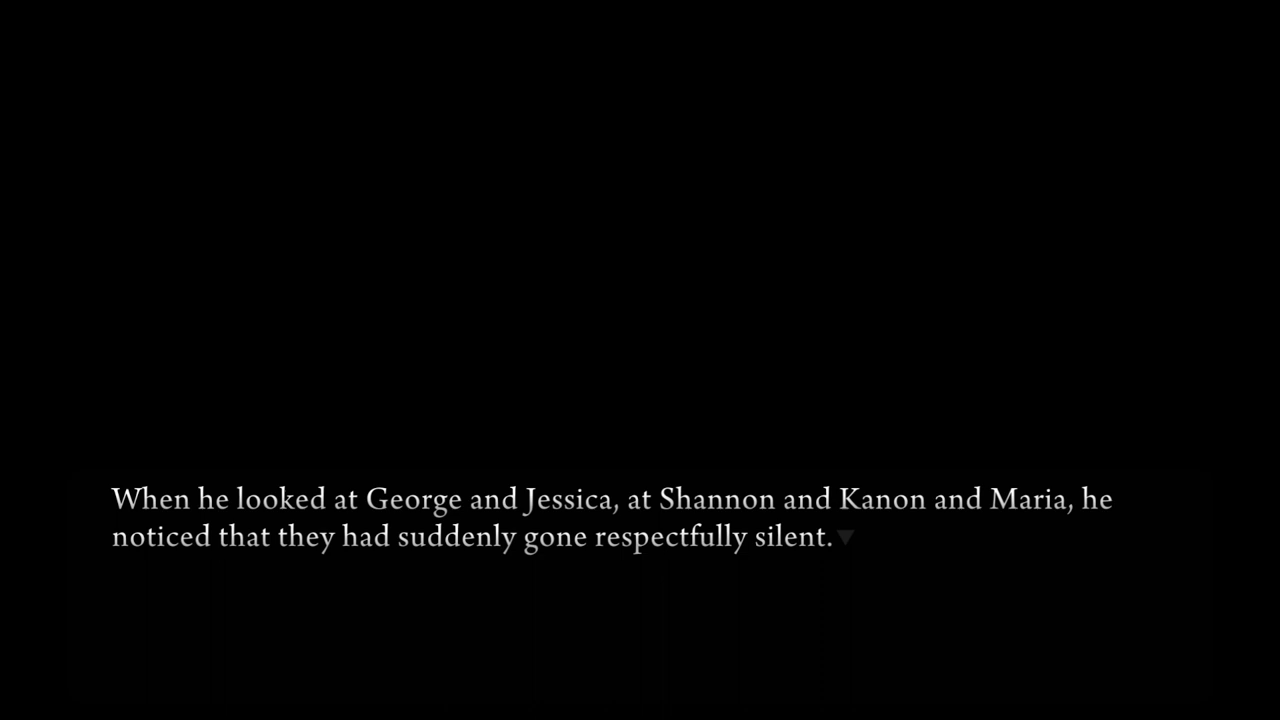 When he looked at George and Jessica, at Shannon and Kanon and Maria, he
noticed that they had suddenly gone respectfully silent.